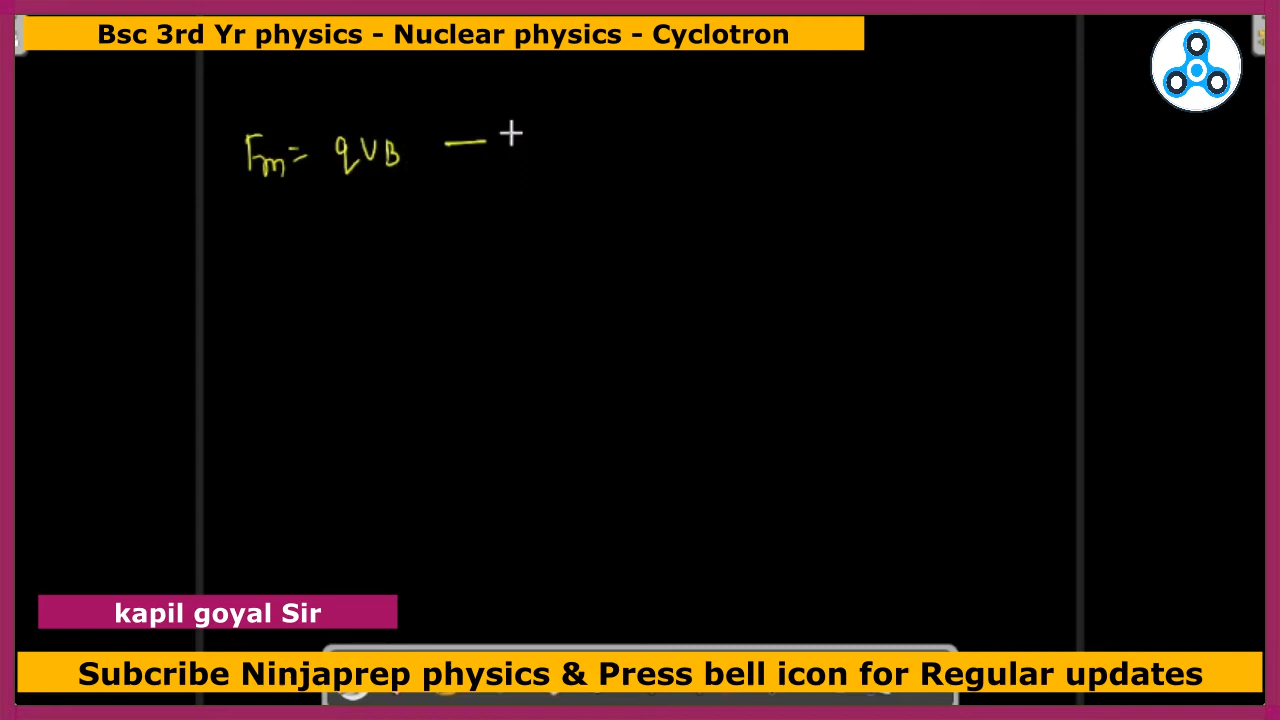 Bsc 3rd Yr physics - Nuclear physics - Cyclotron
Fm = qVB —
kapil goyal Sir
Subcribe Ninjaprep physics & Press bell icon for Regular updates